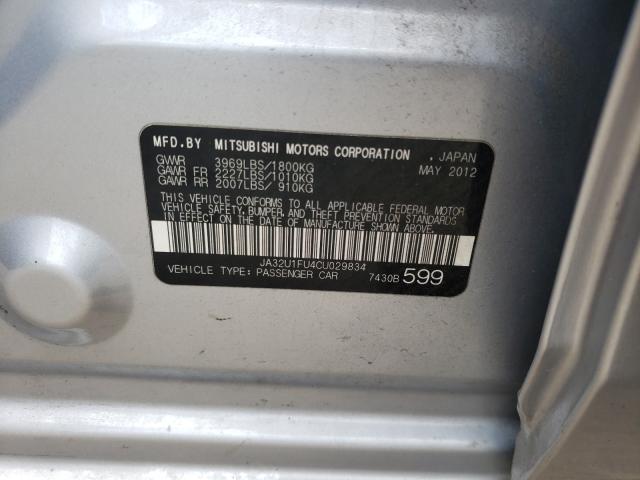 MFD.BY MITSUBISHI MOTORS CORPORATION , JAPAN
GVWR 3969LBS/1800KG MAY 2012
GAWR FR 2227LBS/1010KG
GAWR RR 2007LBS/ 910KG
THIS VEHICLE CONFORMS TO ALL APPLICABLE FEDERAL MOTOR
VEHICLE SAFETY, BUMPER, AND THEFT PREVENTION STANDARDS
IN EFFECT ON THE DATE OF MANUFACTURE SHOWN ABOVE.
JA32U1FU4CU029834
VEHICLE TYPE: PASSENGER CAR 7430B 599